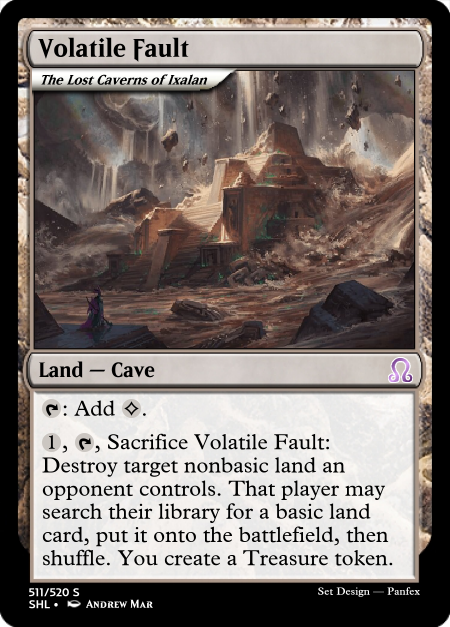 Volatile Fault
The Lost Caverns of Ixalan
Land — Cave
: Add .
1, , Sacrifice Volatile Fault:
Destroy target nonbasic land an
opponent controls. That player may
search their library for a basic land
card, put it onto the battlefield, then
shuffle. You create a Treasure token.
511/520 S
Set Design — Panfex
SHL • Andrew Mar